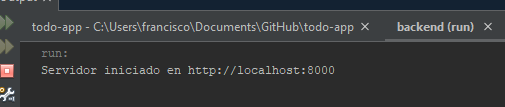 todo-app - C:\Users\francisco\Documents\GitHub\todo-app × backend (run) ×
run:
Servidor iniciado en http://localhost:8000